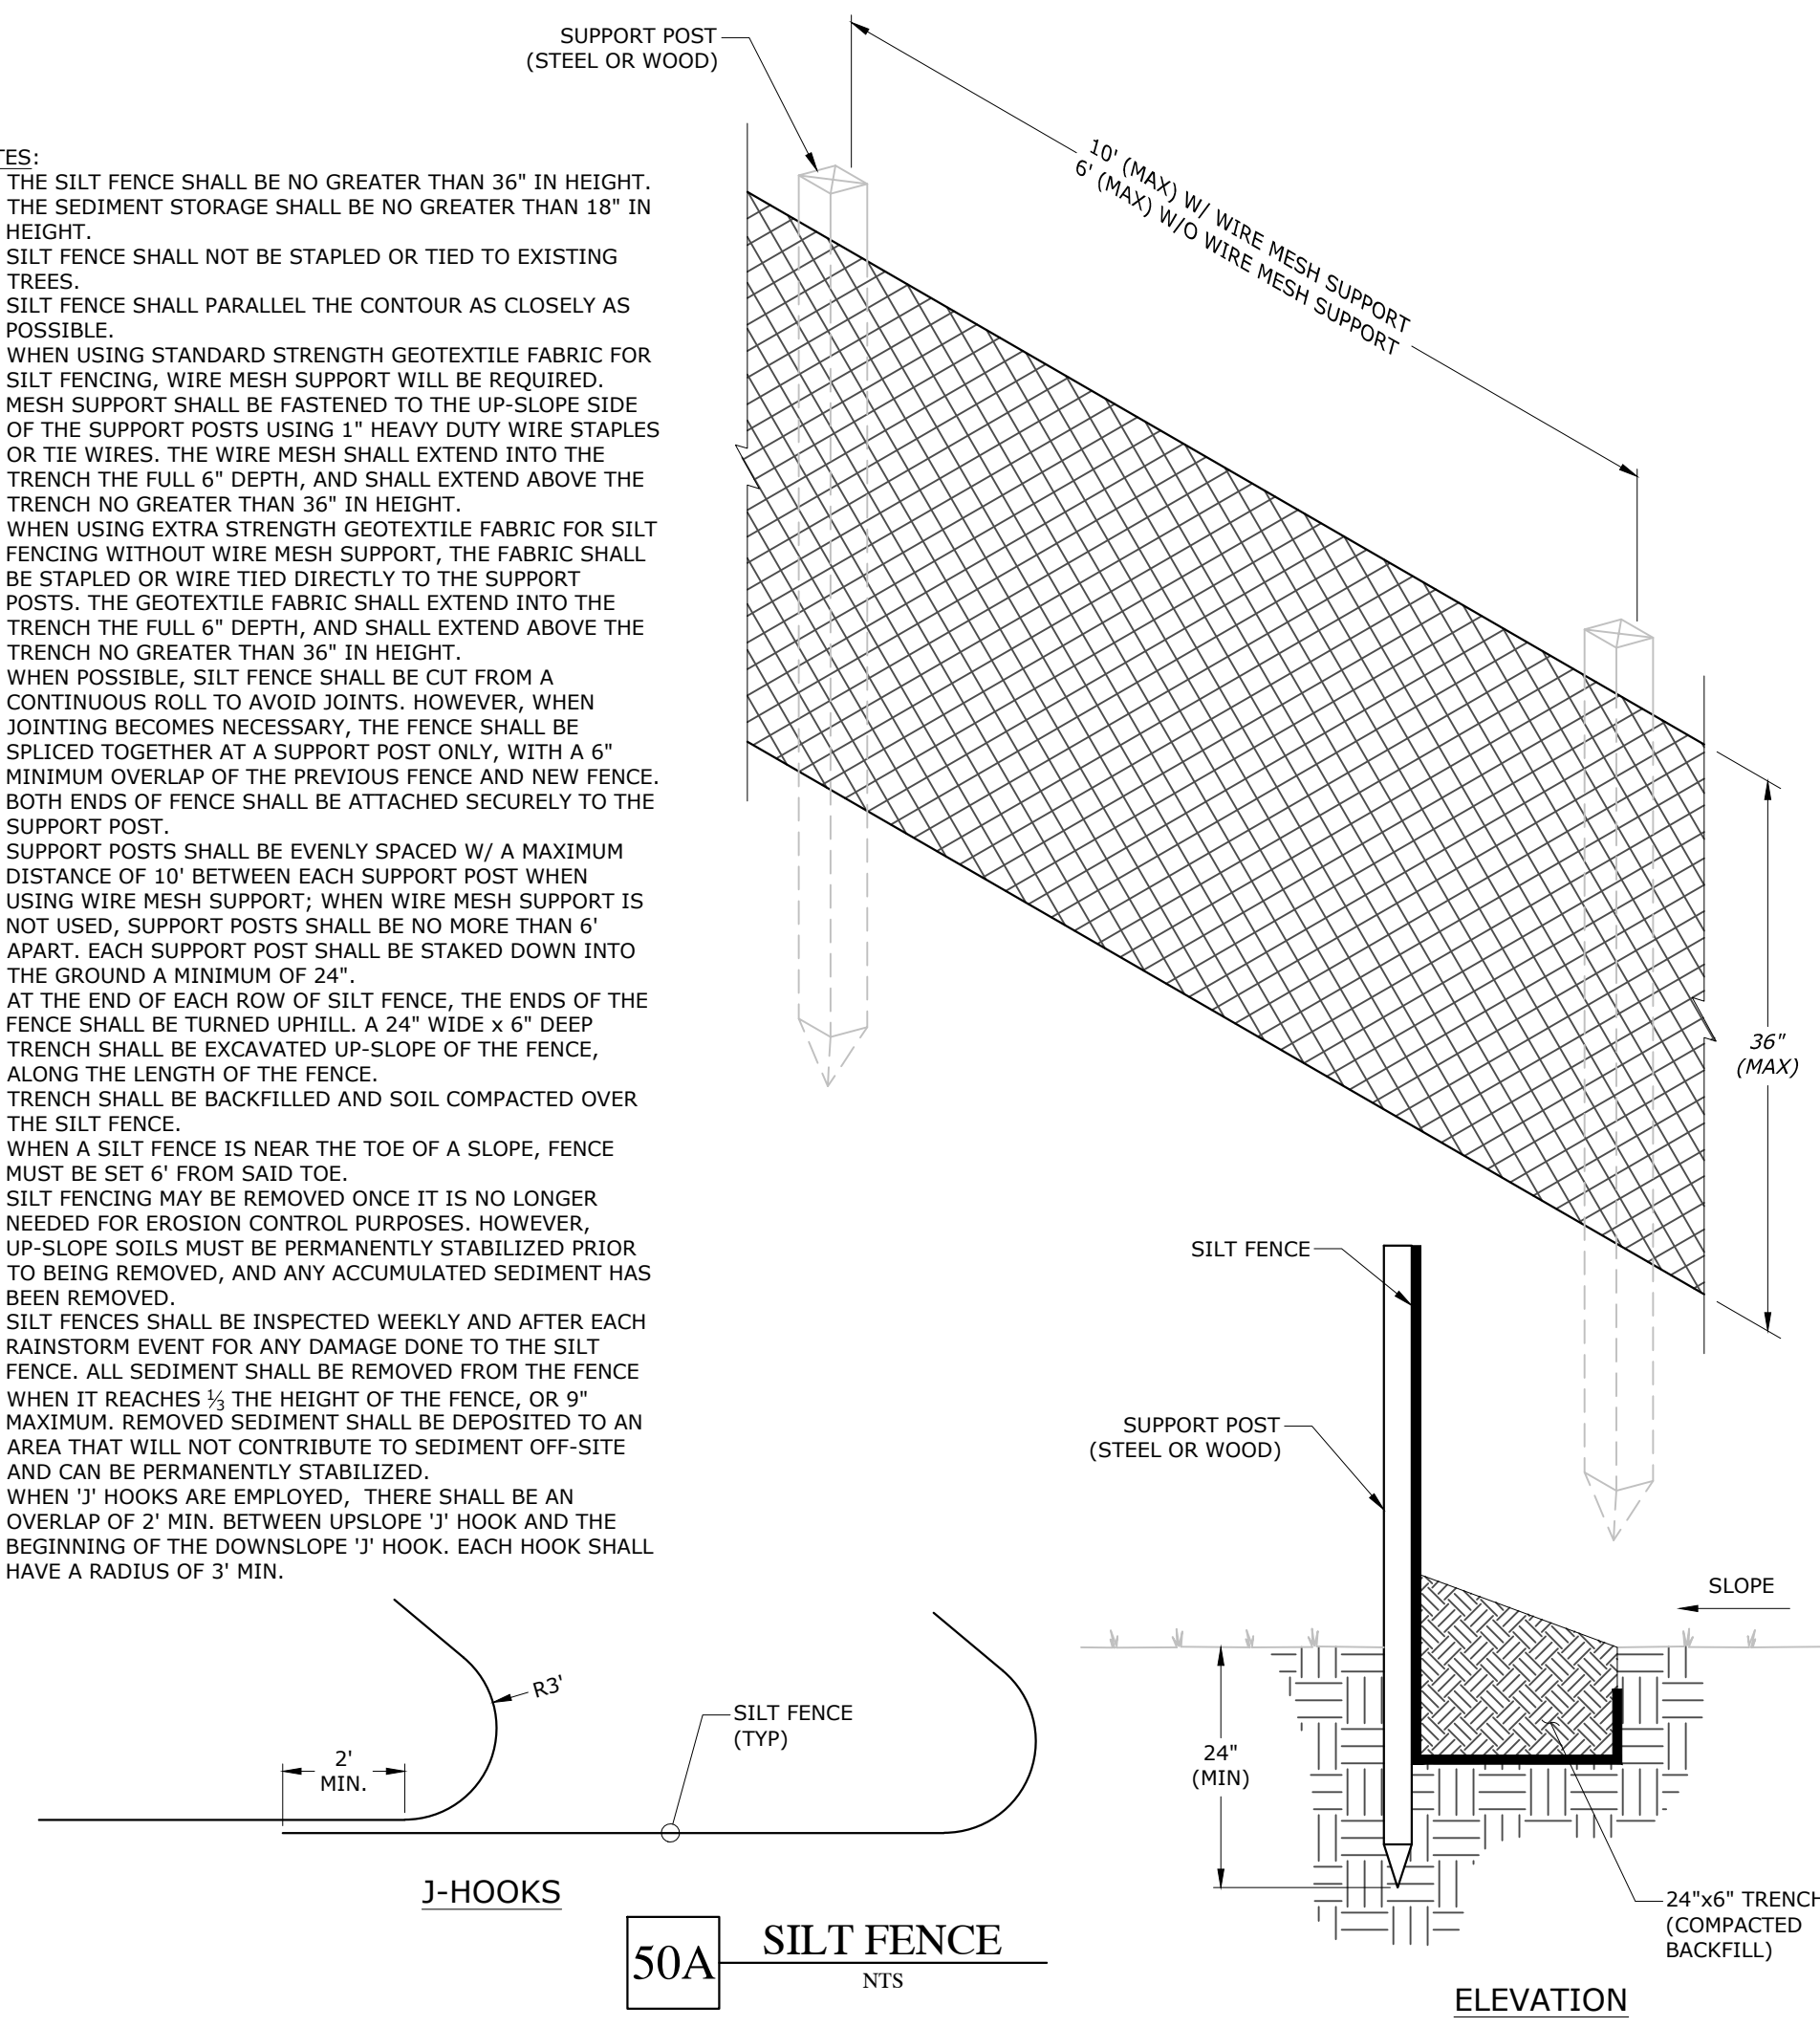 SUPPORT POST
(STEEL OR WOOD)
10' (MAX) W/ WIRE MESH SUPPORT
6' (MAX) W/O WIRE MESH SUPPORT
TES:
THE SILT FENCE SHALL BE NO GREATER THAN 36" IN HEIGHT.
THE SEDIMENT STORAGE SHALL BE NO GREATER THAN 18" IN
HEIGHT.
SILT FENCE SHALL NOT BE STAPLED OR TIED TO EXISTING
TREES.
SILT FENCE SHALL PARALLEL THE CONTOUR AS CLOSELY AS
POSSIBLE.
WHEN USING STANDARD STRENGTH GEOTEXTILE FABRIC FOR
SILT FENCING, WIRE MESH SUPPORT WILL BE REQUIRED.
MESH SUPPORT SHALL BE FASTENED TO THE UP-SLOPE SIDE
OF THE SUPPORT POSTS USING 1" HEAVY DUTY WIRE STAPLES
OR TIE WIRES. THE WIRE MESH SHALL EXTEND INTO THE
TRENCH THE FULL 6" DEPTH, AND SHALL EXTEND ABOVE THE
TRENCH NO GREATER THAN 36" IN HEIGHT.
WHEN USING EXTRA STRENGTH GEOTEXTILE FABRIC FOR SILT
FENCING WITHOUT WIRE MESH SUPPORT, THE FABRIC SHALL
BE STAPLED OR WIRE TIED DIRECTLY TO THE SUPPORT
POSTS. THE GEOTEXTILE FABRIC SHALL EXTEND INTO THE
TRENCH THE FULL 6" DEPTH, AND SHALL EXTEND ABOVE THE
TRENCH NO GREATER THAN 36" IN HEIGHT.
WHEN POSSIBLE, SILT FENCE SHALL BE CUT FROM A
CONTINUOUS ROLL TO AVOID JOINTS. HOWEVER, WHEN
JOINTING BECOMES NECESSARY, THE FENCE SHALL BE
SPLICED TOGETHER AT A SUPPORT POST ONLY, WITH A 6"
MINIMUM OVERLAP OF THE PREVIOUS FENCE AND NEW FENCE.
BOTH ENDS OF FENCE SHALL BE ATTACHED SECURELY TO THE
SUPPORT POST.
SUPPORT POSTS SHALL BE EVENLY SPACED W/ A MAXIMUM
DISTANCE OF 10' BETWEEN EACH SUPPORT POST WHEN
USING WIRE MESH SUPPORT; WHEN WIRE MESH SUPPORT IS
NOT USED, SUPPORT POSTS SHALL BE NO MORE THAN 6'
APART. EACH SUPPORT POST SHALL BE STAKED DOWN INTO
THE GROUND A MINIMUM OF 24".
AT THE END OF EACH ROW OF SILT FENCE, THE ENDS OF THE
FENCE SHALL BE TURNED UPHILL. A 24" WIDE x 6" DEEP
TRENCH SHALL BE EXCAVATED UP-SLOPE OF THE FENCE,
ALONG THE LENGTH OF THE FENCE.
TRENCH SHALL BE BACKFILLED AND SOIL COMPACTED OVER
THE SILT FENCE.
WHEN A SILT FENCE IS NEAR THE TOE OF A SLOPE, FENCE
MUST BE SET 6' FROM SAID TOE.
SILT FENCING MAY BE REMOVED ONCE IT IS NO LONGER
NEEDED FOR EROSION CONTROL PURPOSES. HOWEVER,
UP-SLOPE SOILS MUST BE PERMANENTLY STABILIZED PRIOR
TO BEING REMOVED, AND ANY ACCUMULATED SEDIMENT HAS
BEEN REMOVED.
SILT FENCES SHALL BE INSPECTED WEEKLY AND AFTER EACH
RAINSTORM EVENT FOR ANY DAMAGE DONE TO THE SILT
FENCE. ALL SEDIMENT SHALL BE REMOVED FROM THE FENCE
WHEN IT REACHES ⅓ THE HEIGHT OF THE FENCE, OR 9"
MAXIMUM. REMOVED SEDIMENT SHALL BE DEPOSITED TO AN
AREA THAT WILL NOT CONTRIBUTE TO SEDIMENT OFF-SITE
AND CAN BE PERMANENTLY STABILIZED.
WHEN 'J' HOOKS ARE EMPLOYED, THERE SHALL BE AN
OVERLAP OF 2' MIN. BETWEEN UPSLOPE 'J' HOOK AND THE
BEGINNING OF THE DOWNSLOPE 'J' HOOK. EACH HOOK SHALL
HAVE A RADIUS OF 3' MIN.
36"
(MAX)
SILT FENCE
SUPPORT POST
(STEEL OR WOOD)
SLOPE
24"
(MIN)
24"x6" TRENCH
(COMPACTED
BACKFILL)
ELEVATION
R3'
2'
MIN.
SILT FENCE
(TYP)
J-HOOKS
50A
SILT FENCE
NTS